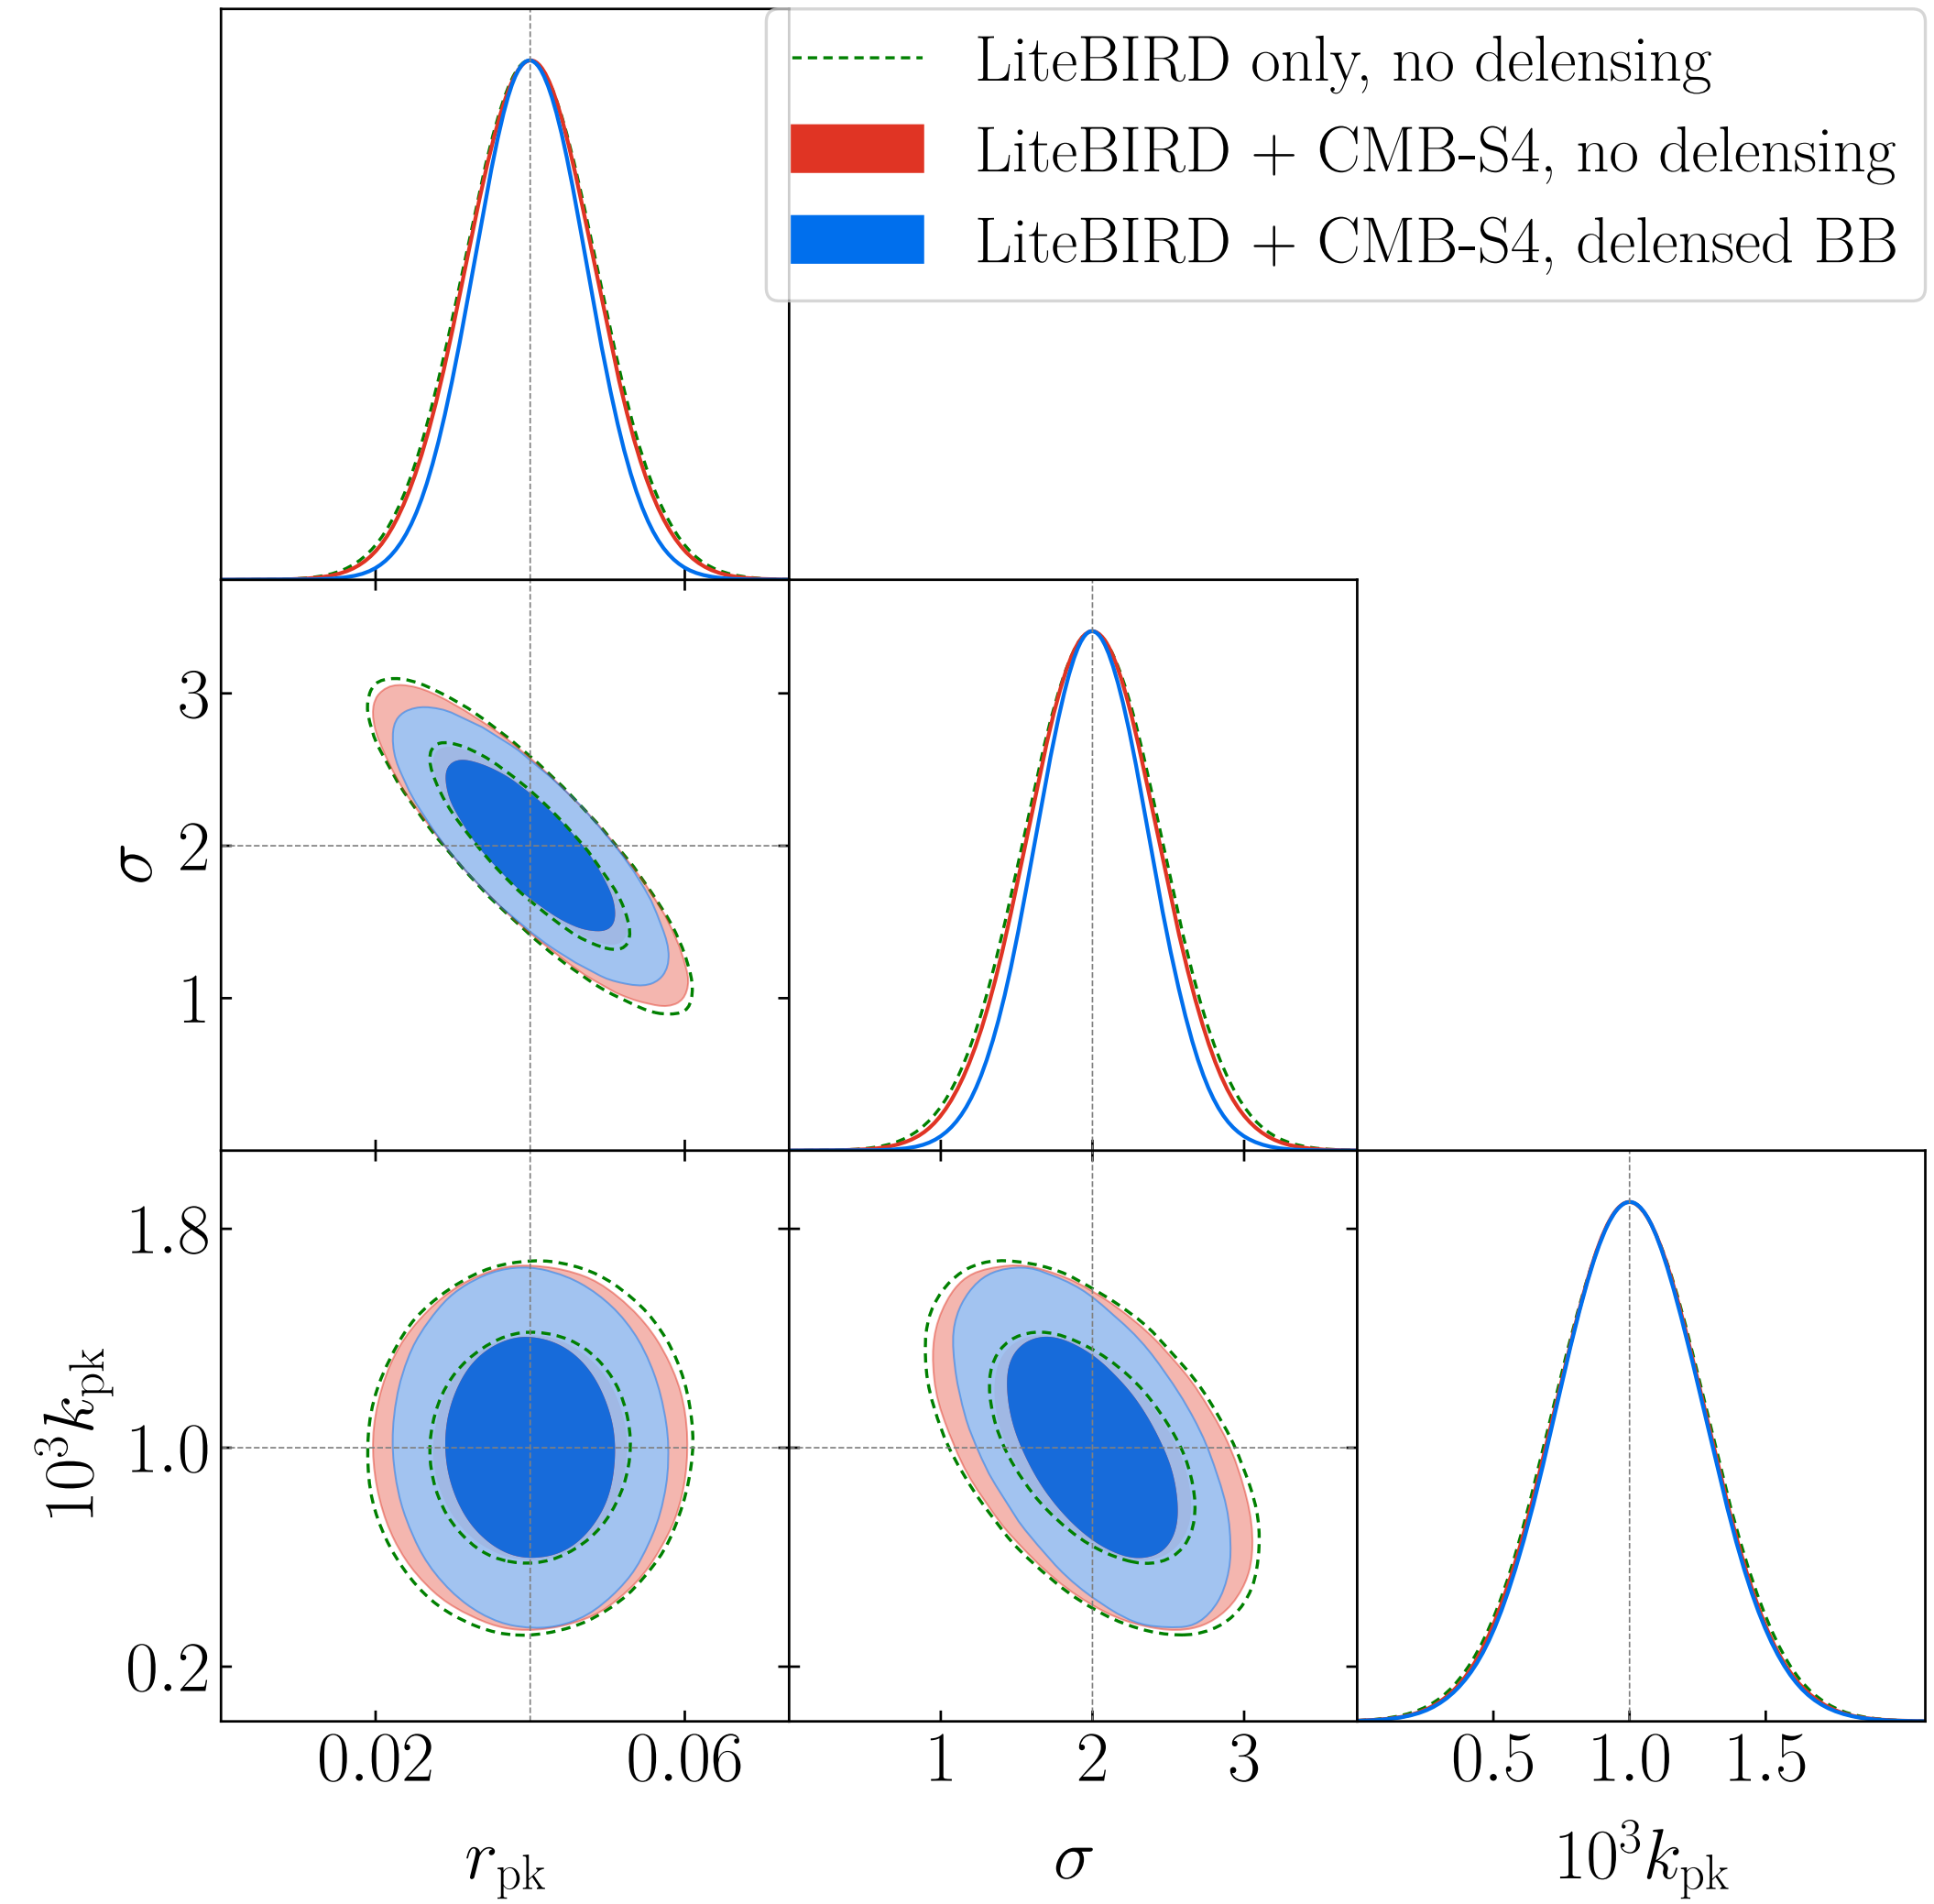 LiteBIRD only, no delensing
LiteBIRD + CMB-S4, no delensing
LiteBIRD + CMB-S4, delensed BB
3
2
1
σ
1.8
1.0
0.2
10³k_pk
0.02 0.06
1 2 3
0.5 1.0 1.5
r_pk
σ
10³k_pk